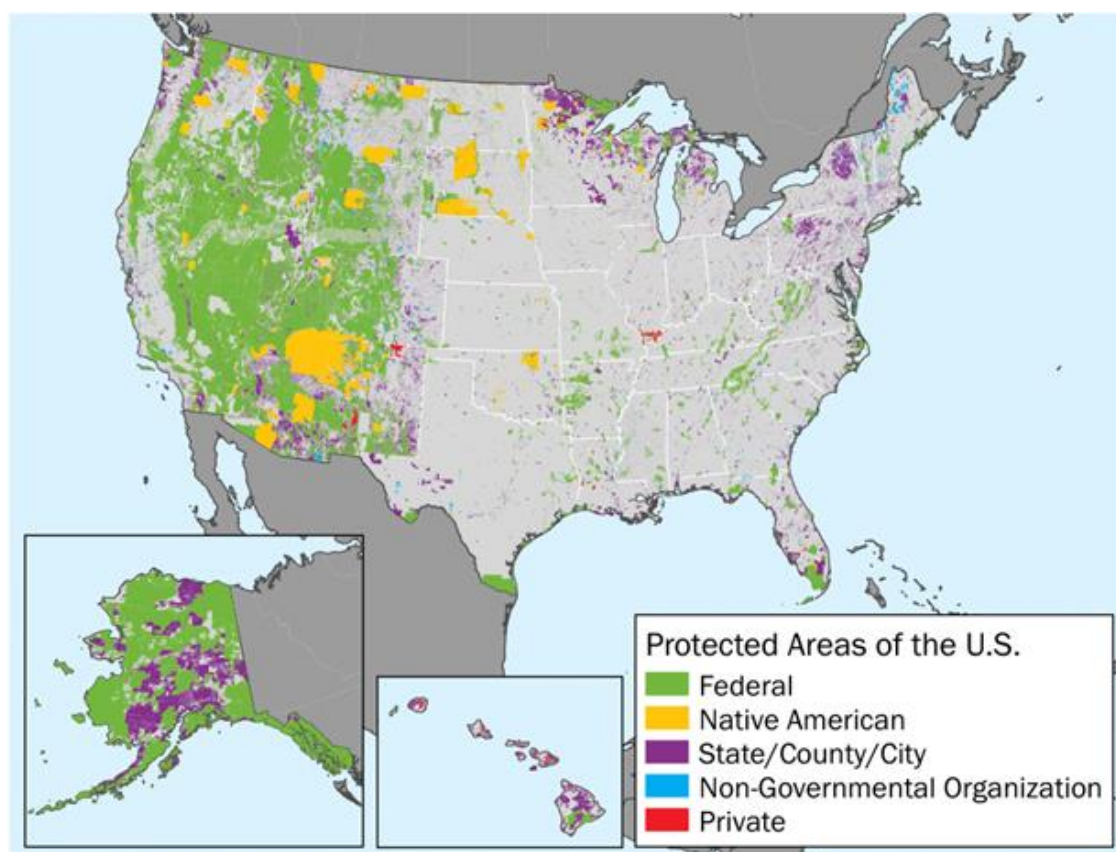 Protected Areas of the U.S.
Federal
Native American
State/County/City
Non-Governmental Organization
Private